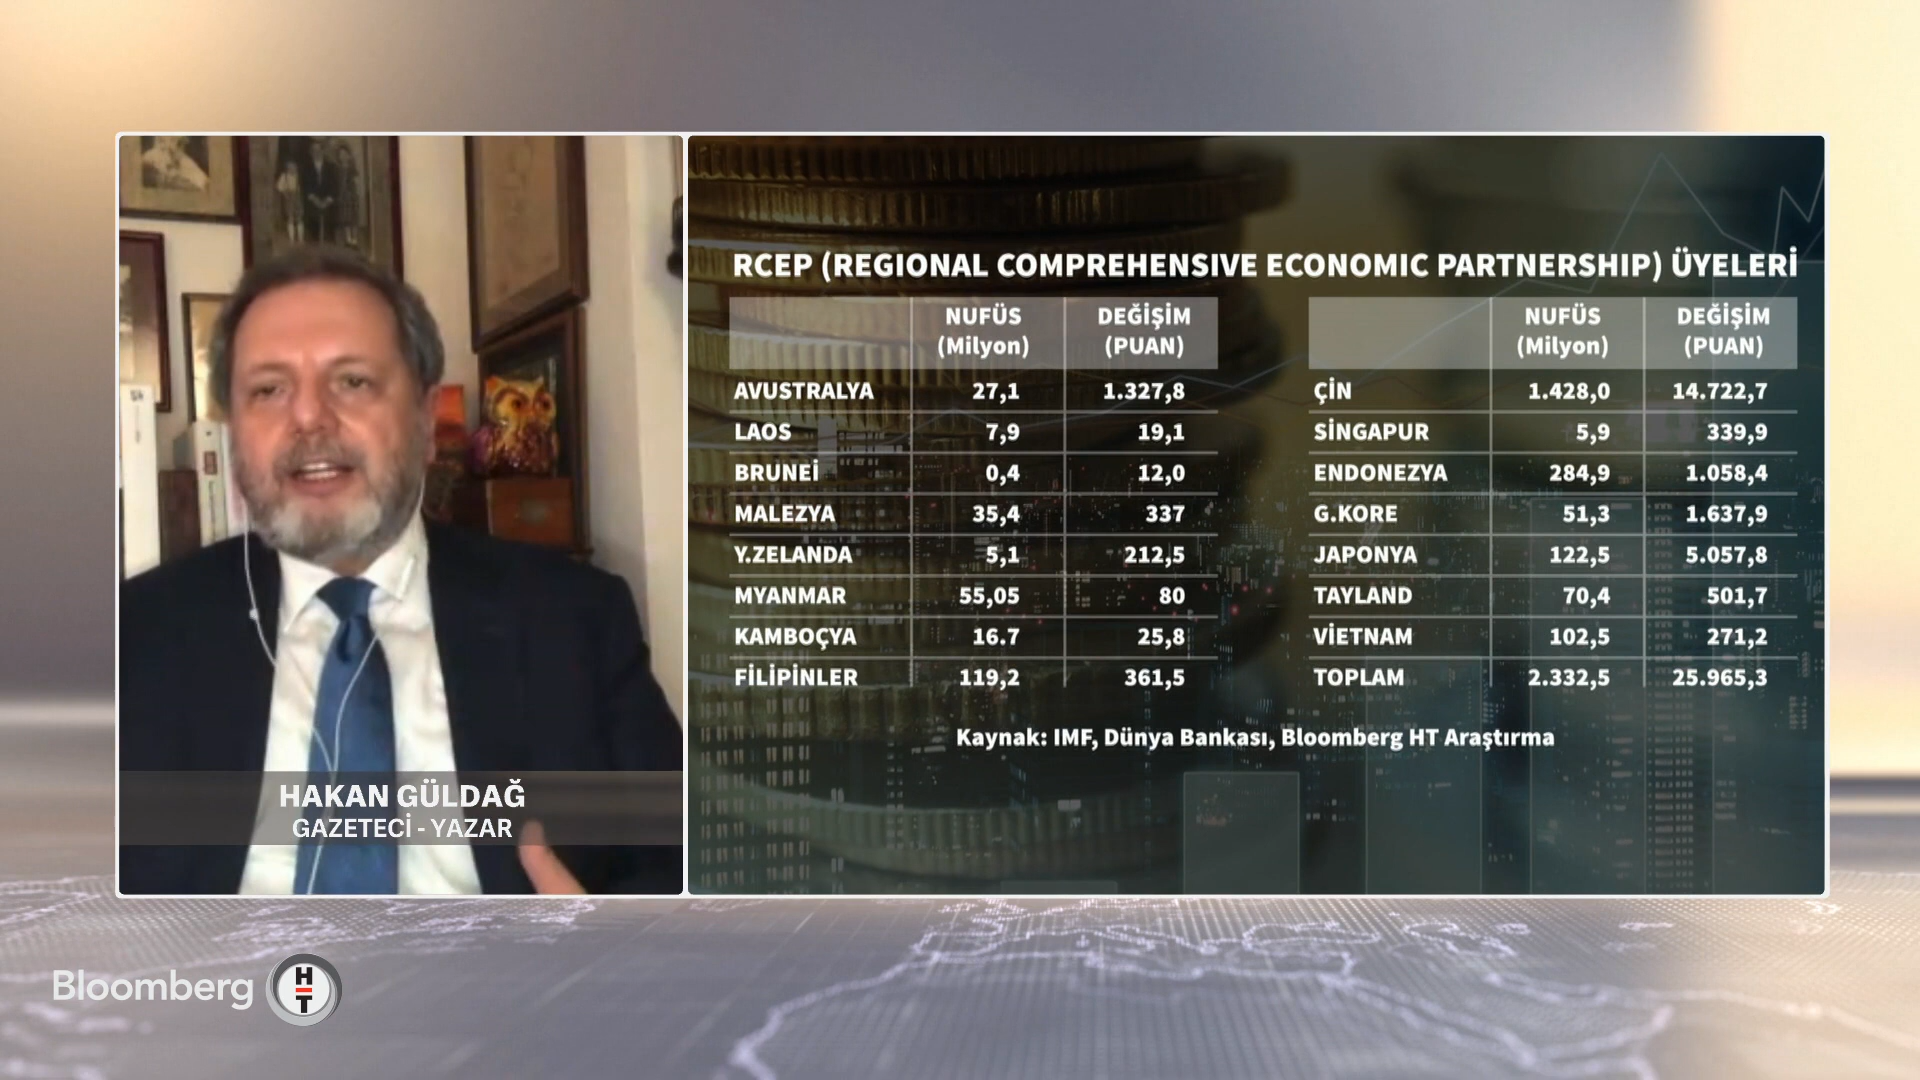 RCEP (REGIONAL COMPREHENSIVE ECONOMIC PARTNERSHIP) ÜYELERİ
NUFÜS (Milyon) DEĞİŞİM (PUAN)
AVUSTRALYA 27,1 1.327,8
LAOS 7,9 19,1
BRUNEİ 0,4 12,0
MALEZYA 35,4 337
Y.ZELANDA 5,1 212,5
MYANMAR 55,05 80
KAMBOÇYA 16.7 25,8
FİLİPİNLER 119,2 361,5
NUFÜS (Milyon) DEĞİŞİM (PUAN)
ÇİN 1.428,0 14.722,7
SİNGAPUR 5,9 339,9
ENDONEZYA 284,9 1.058,4
G.KORE 51,3 1.637,9
JAPONYA 122,5 5.057,8
TAYLAND 70,4 501,7
VİETNAM 102,5 271,2
TOPLAM 2.332,5 25.965,3
Kaynak: IMF, Dünya Bankası, Bloomberg HT Araştırma
HAKAN GÜLDAĞ
GAZETECİ - YAZAR
Bloomberg HT